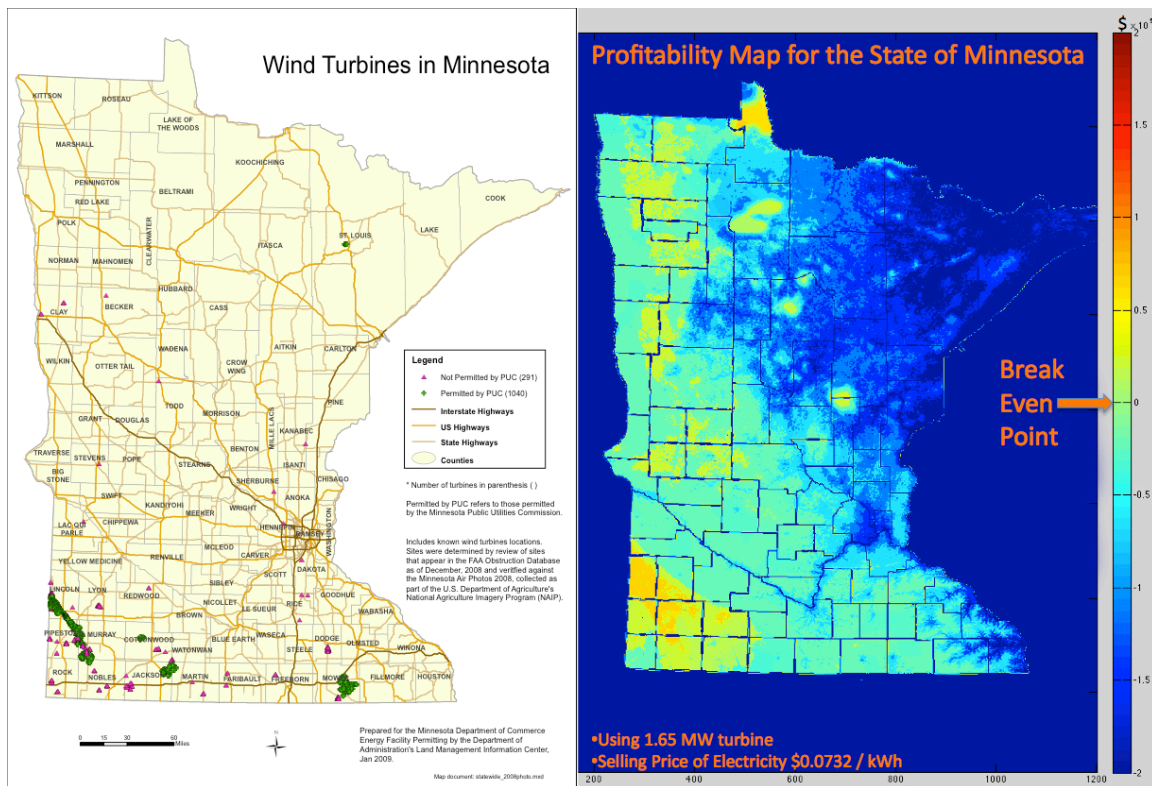 Wind Turbines in Minnesota
KITTSON
ROSEAU
LAKE OF
THE WOODS
MARSHALL
KOOCHICHING
PENNINGTON
BELTRAMI
RED LAKE
COOK
POLK
CLEARWATER
LAKE
ST. LOUIS
ITASCA
NORMAN
MAHNOMEN
HUBBARD
CASS
BECKER
CLAY
WADENA
AITKIN
CARLTON
WILKIN
OTTER TAIL
CROW
WING
TODD
PINE
MORRISON
MILLE LACS
KANABEC
GRANT
DOUGLAS
BENTON
TRAVERSE
STEVENS
POPE
STEARNS
ISANTI
BIG
STONE
SHERBURNE
CHISAGO
SWIFT
ANOKA
KANDIYOHI
WRIGHT
MEEKER
CHIPPEWA
LAC QUI
PARLE
HENNEPIN
RAMSEY
WASHINGTON
MCLEOD
CARVER
RENVILLE
YELLOW MEDICINE
SCOTT
DAKOTA
SIBLEY
LINCOLN
LYON
REDWOOD
NICOLLET
LE SUEUR
RICE
GOODHUE
WABASHA
BROWN
PIPESTONE
MURRAY
COTTONWOOD
WATONWAN
BLUE EARTH
WASECA
STEELE
DODGE
OLMSTED
WINONA
ROCK
NOBLES
JACKSON
MARTIN
FARIBAULT
FREEBORN
MOWER
FILLMORE
HOUSTON
Legend
Not Permitted by PUC (291)
Permitted by PUC (1040)
Interstate Highways
US Highways
State Highways
Counties
* Number of turbines in parenthesis ( )
Permitted by PUC refers to those permitted
by the Minnesota Public Utilities Commission.
Includes known wind turbines locations.
Sites were determined by review of sites
that appear in the FAA Obstruction Database
as of December, 2008 and veritfied against
the Minnesota Air Photos 2008, collected as
part of the U.S. Department of Agriculture's
National Agriculture Imagery Program (NAIP).
0 15 30 60
Miles
N
Prepared for the Minnesota Department of Commerce
Energy Facility Permitting by the Department of
Administration's Land Management Information Center,
Jan 2009.
Map document: statewide_2008photo.mxd
Profitability Map for the State of Minnesota
$ x10⁵
2
1.5
1
0.5
0
-0.5
-1
-1.5
-2
Break
Even
Point
•Using 1.65 MW turbine
•Selling Price of Electricity $0.0732 / kWh
200 400 600 800 1000 1200